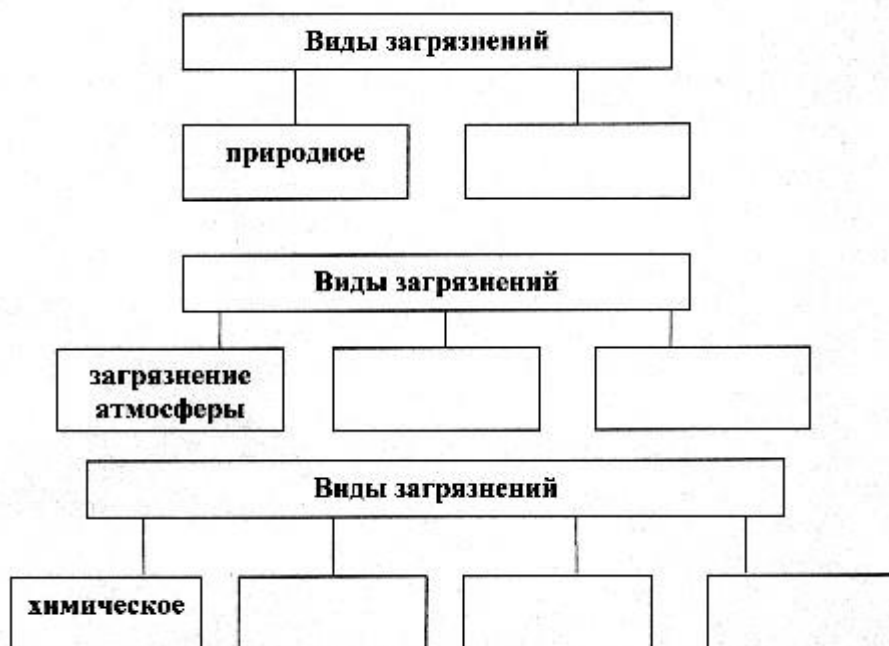 Виды загрязнений
природное
Виды загрязнений
загрязнение
атмосферы
Виды загрязнений
химическое